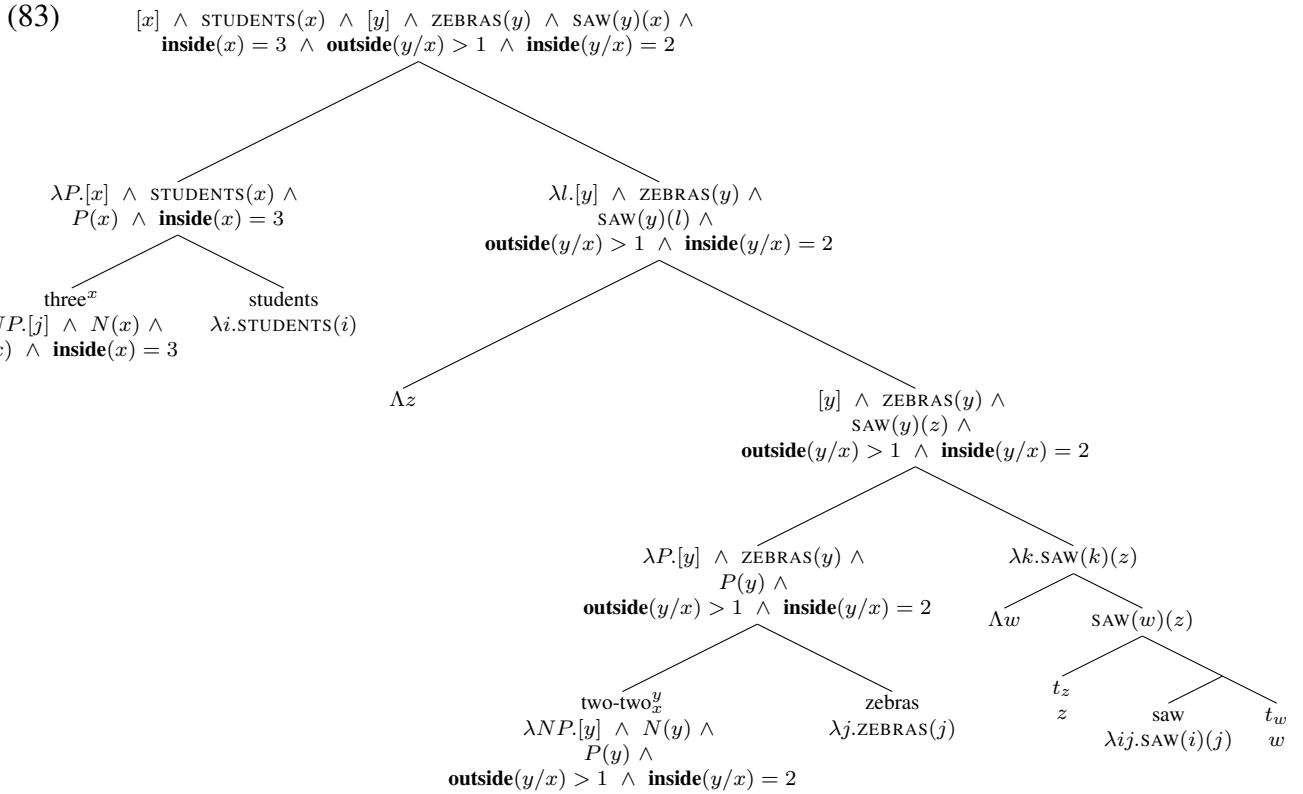 (83)
[x] ∧ STUDENTS(x) ∧ [y] ∧ ZEBRAS(y) ∧ SAW(y)(x) ∧
inside(x) = 3 ∧ outside(y/x) > 1 ∧ inside(y/x) = 2
λP.[x] ∧ STUDENTS(x) ∧
P(x) ∧ inside(x) = 3
λl.[y] ∧ ZEBRAS(y) ∧
SAW(y)(l) ∧
outside(y/x) > 1 ∧ inside(y/x) = 2
three^x
P.[j] ∧ N(x) ∧
) ∧ inside(x) = 3
students
λi.STUDENTS(i)
Λz
[y] ∧ ZEBRAS(y) ∧
SAW(y)(z) ∧
outside(y/x) > 1 ∧ inside(y/x) = 2
λP.[y] ∧ ZEBRAS(y) ∧
P(y) ∧
outside(y/x) > 1 ∧ inside(y/x) = 2
λk.SAW(k)(z)
Λw
SAW(w)(z)
two-two^y_x
λNP.[y] ∧ N(y) ∧
P(y) ∧
outside(y/x) > 1 ∧ inside(y/x) = 2
zebras
λj.ZEBRAS(j)
t_z
z
saw
λij.SAW(i)(j)
t_w
w